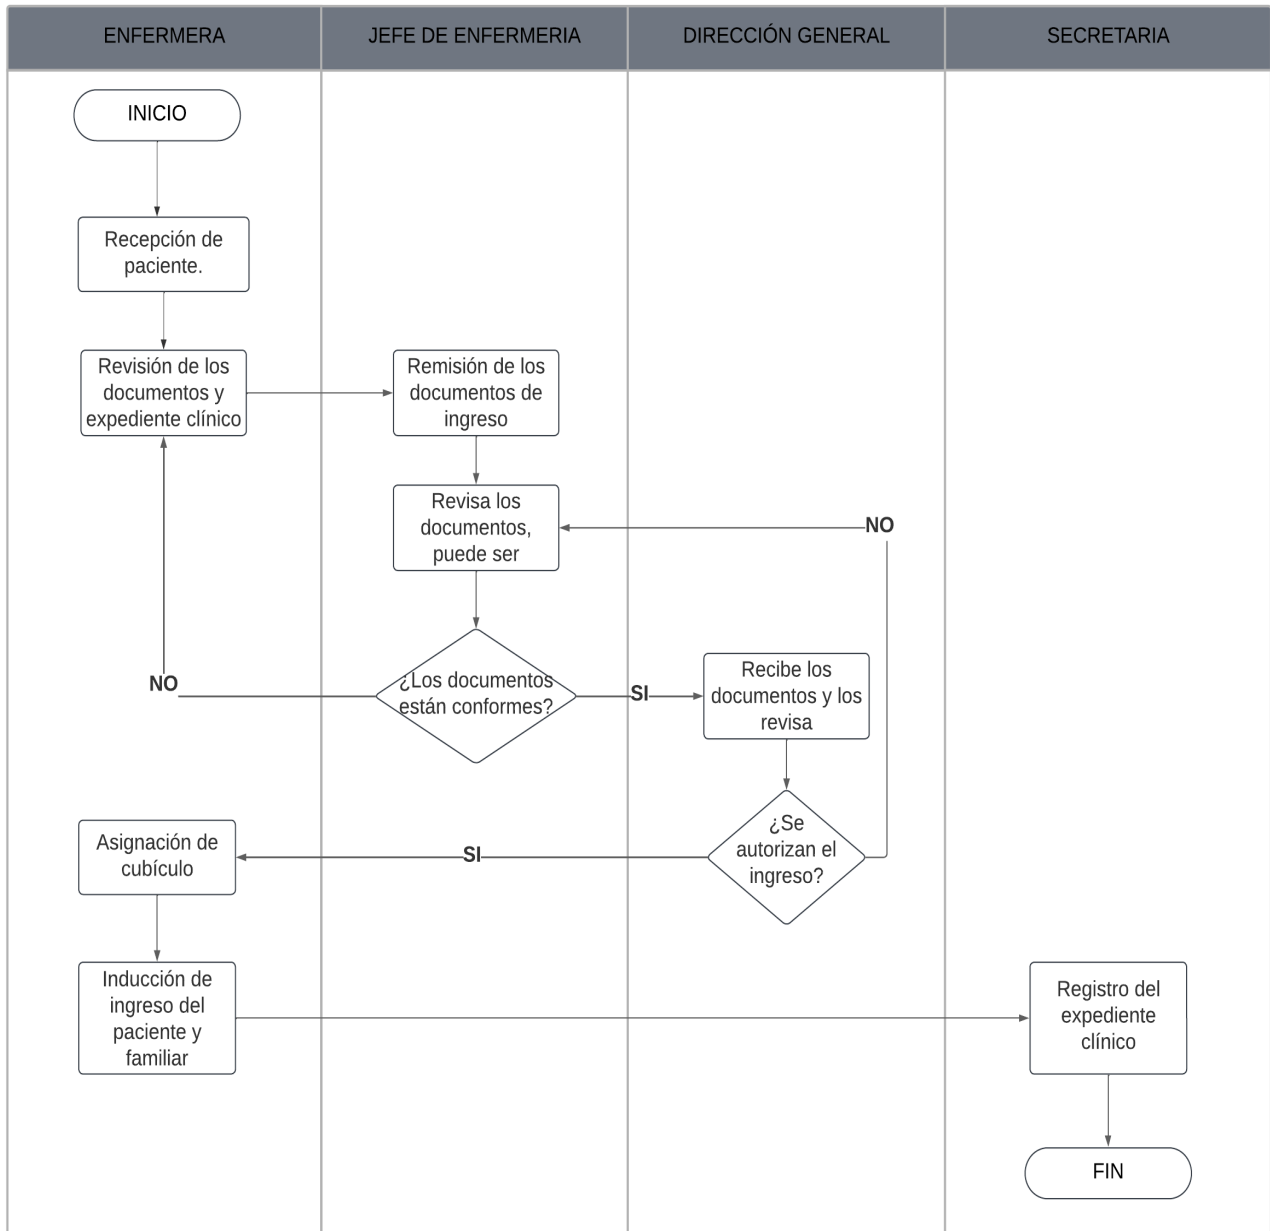 ENFERMERA
JEFE DE ENFERMERIA
DIRECCIÓN GENERAL
SECRETARIA
INICIO
Recepción de
paciente.
Revisión de los
documentos y
expediente clínico
Remisión de los
documentos de
ingreso
Revisa los
documentos,
puede ser
NO
¿Los documentos
están conformes?
NO
SI
Recibe los
documentos y los
revisa
¿Se
autorizan el
ingreso?
SI
Asignación de
cubículo
Inducción de
ingreso del
paciente y
familiar
Registro del
expediente
clínico
FIN